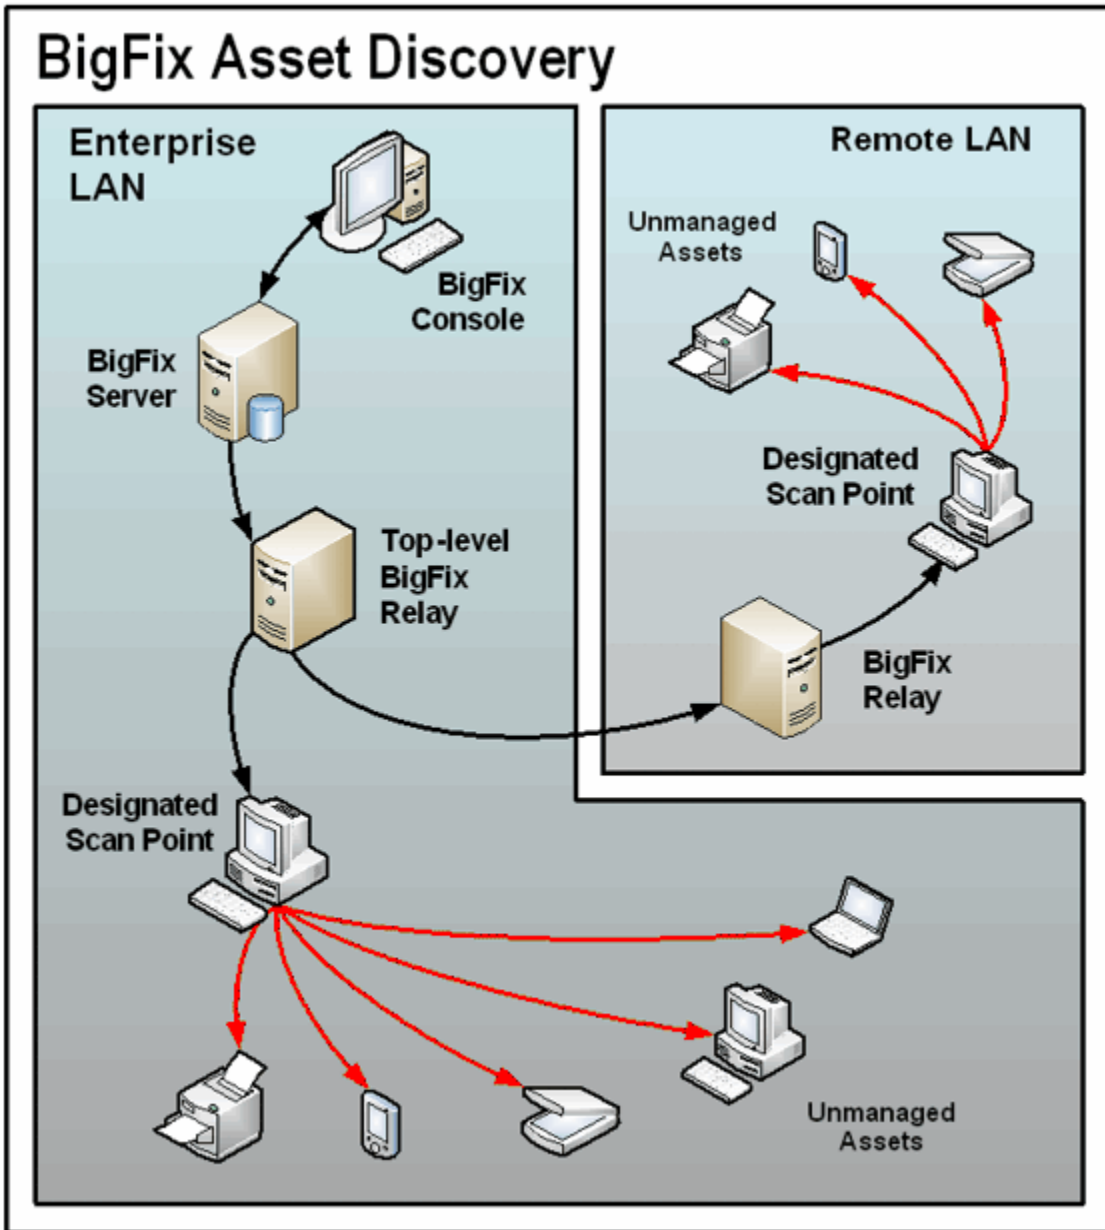 BigFix Asset Discovery
Enterprise
LAN
BigFix
Console
BigFix
Server
Top-level
BigFix
Relay
Designated
Scan Point
Unmanaged
Assets
Remote LAN
Unmanaged
Assets
Designated
Scan Point
BigFix
Relay